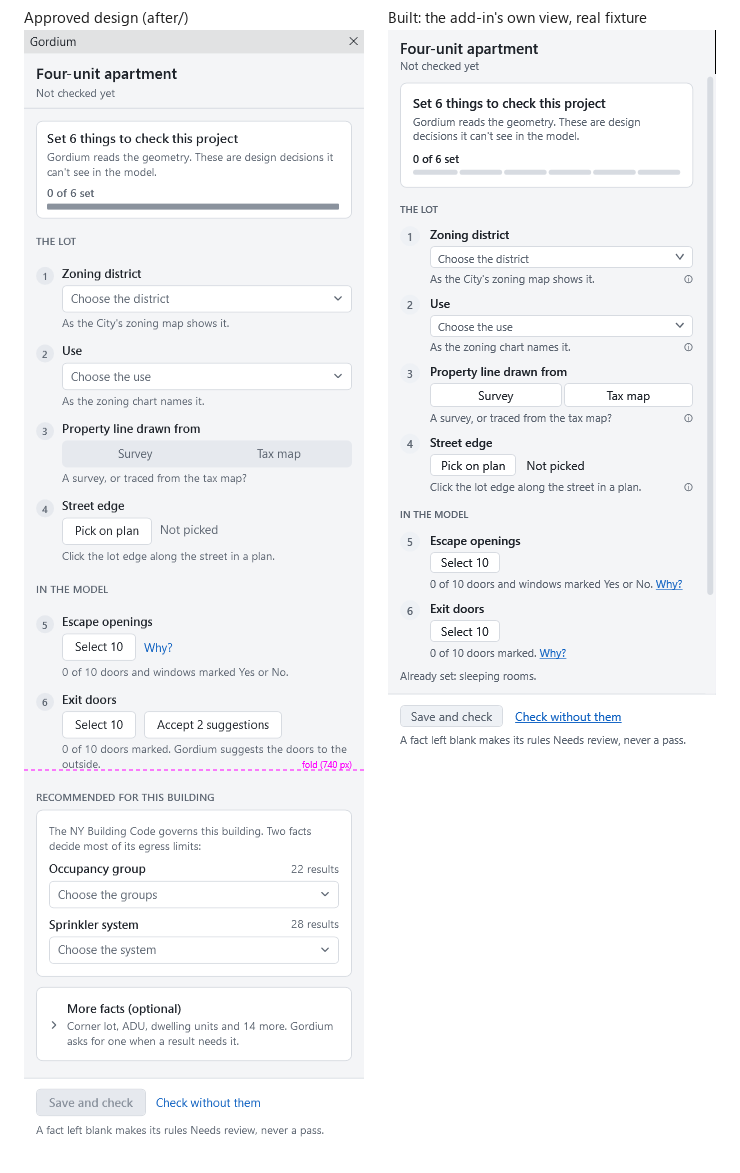 Approved design (after/)
Gordium
Four-unit apartment
Not checked yet
Set 6 things to check this project
Gordium reads the geometry. These are design decisions it
can't see in the model.
0 of 6 set
THE LOT
1 Zoning district
Choose the district
As the City's zoning map shows it.
2 Use
Choose the use
As the zoning chart names it.
3 Property line drawn from
Survey Tax map
A survey, or traced from the tax map?
4 Street edge
Pick on plan Not picked
Click the lot edge along the street in a plan.
IN THE MODEL
5 Escape openings
Select 10 Why?
0 of 10 doors and windows marked Yes or No.
6 Exit doors
Select 10 Accept 2 suggestions
0 of 10 doors marked. Gordium suggests the doors to the
outside.
fold (740 px)
RECOMMENDED FOR THIS BUILDING
The NY Building Code governs this building. Two facts
decide most of its egress limits:
Occupancy group 22 results
Choose the groups
Sprinkler system 28 results
Choose the system
More facts (optional)
Corner lot, ADU, dwelling units and 14 more. Gordium
asks for one when a result needs it.
Save and check Check without them
A fact left blank makes its rules Needs review, never a pass.
Built: the add-in's own view, real fixture
Four-unit apartment
Not checked yet
Set 6 things to check this project
Gordium reads the geometry. These are design
decisions it can't see in the model.
0 of 6 set
THE LOT
1 Zoning district
Choose the district
As the City's zoning map shows it.
2 Use
Choose the use
As the zoning chart names it.
3 Property line drawn from
Survey Tax map
A survey, or traced from the tax map?
4 Street edge
Pick on plan Not picked
Click the lot edge along the street in a plan.
IN THE MODEL
5 Escape openings
Select 10
0 of 10 doors and windows marked Yes or No. Why?
6 Exit doors
Select 10
0 of 10 doors marked. Why?
Already set: sleeping rooms.
Save and check Check without them
A fact left blank makes its rules Needs review, never a pass.